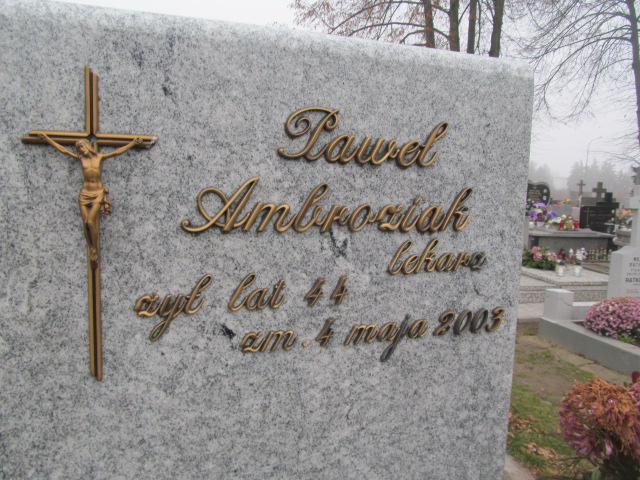 Paweł
Ambroziak
lekarz
żył lat 44
zm. 4 maja 2003